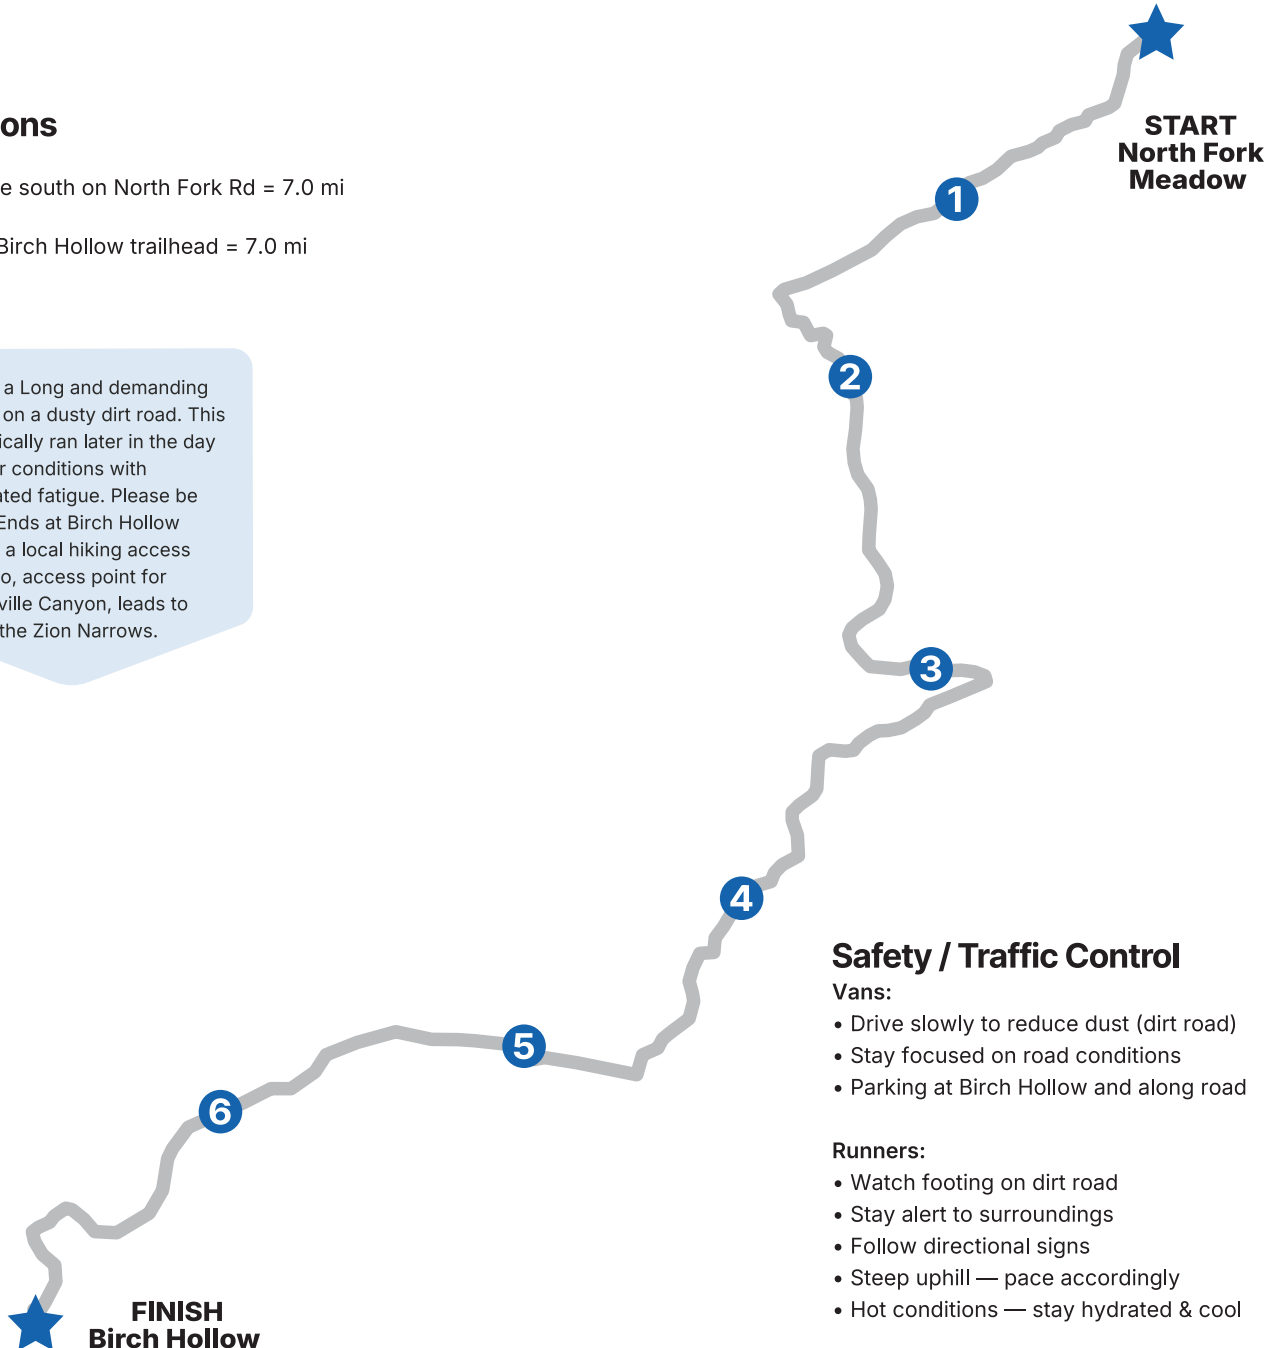 ons
e south on North Fork Rd = 7.0 mi
Birch Hollow trailhead = 7.0 mi
START
North Fork
Meadow
1
2
3
4
5
6
a Long and demanding
on a dusty dirt road. This
ically ran later in the day
r conditions with
ated fatigue. Please be
Ends at Birch Hollow
a local hiking access
o, access point for
ville Canyon, leads to
the Zion Narrows.
Safety / Traffic Control
Vans:
• Drive slowly to reduce dust (dirt road)
• Stay focused on road conditions
• Parking at Birch Hollow and along road
Runners:
• Watch footing on dirt road
• Stay alert to surroundings
• Follow directional signs
• Steep uphill — pace accordingly
• Hot conditions — stay hydrated & cool
FINISH
Birch Hollow